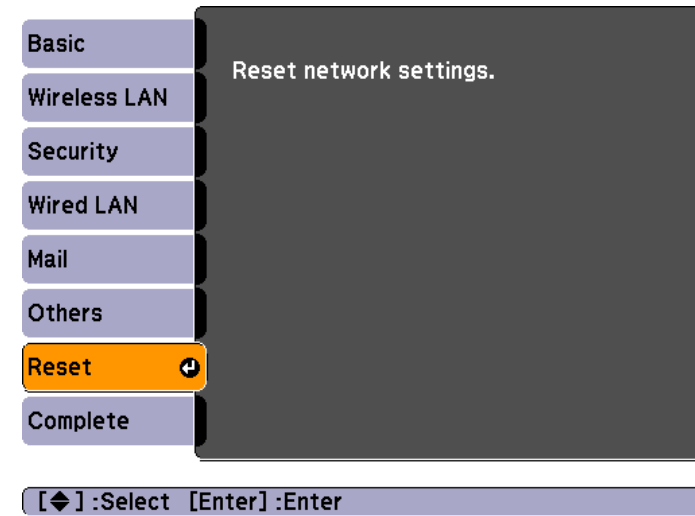 Basic
Wireless LAN
Security
Wired LAN
Mail
Others
Reset
Complete
Reset network settings.
[◆] :Select [Enter] :Enter